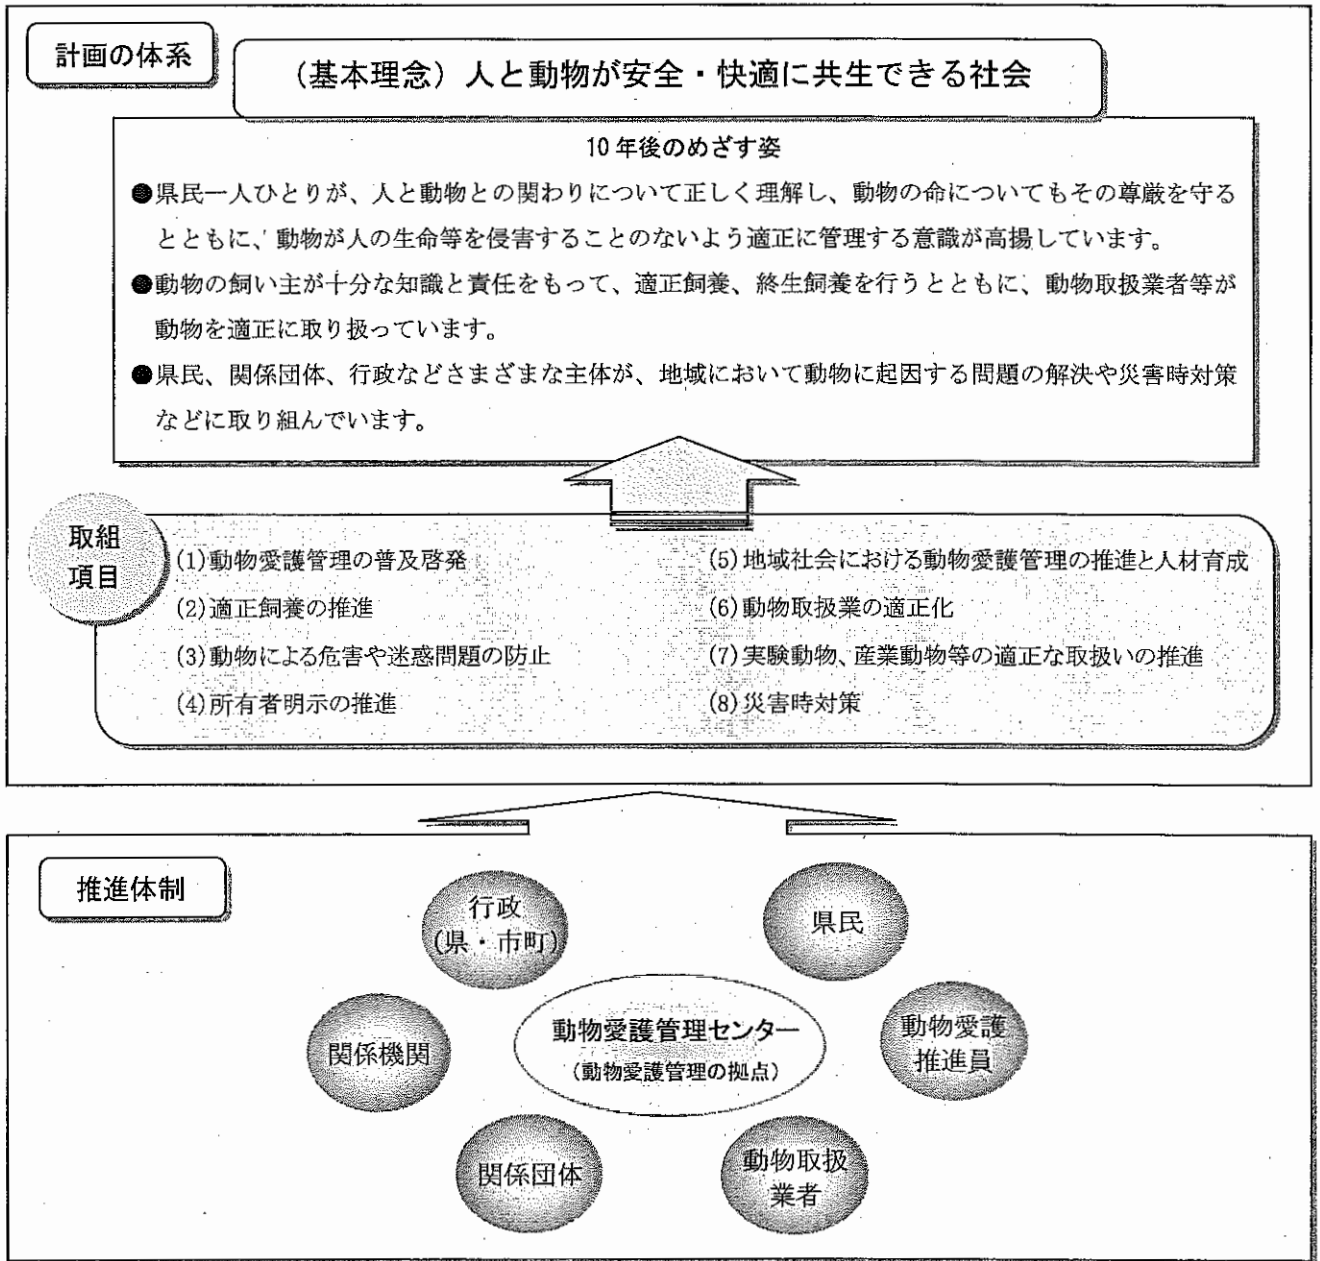 計画の体系
(基本理念)人と動物が安全・快適に共生できる社会
10年後のめざす姿
●県民一人ひとりが、人と動物との関わりについて正しく理解し、動物の命についてもその尊厳を守る
とともに、動物が人の生命等を侵害することのないよう適正に管理する意識が高揚しています。
●動物の飼い主が十分な知識と責任をもって、適正飼養、終生飼養を行うとともに、動物取扱業者等が
動物を適正に取り扱っています。
●県民、関係団体、行政などさまざまな主体が、地域において動物に起因する問題の解決や災害時対策
などに取り組んでいます。
取組
項目
(1)動物愛護管理の普及啓発
(2)適正飼養の推進
(3)動物による危害や迷惑問題の防止
(4)所有者明示の推進
(5)地域社会における動物愛護管理の推進と人材育成
(6)動物取扱業の適正化
(7)実験動物、産業動物等の適正な取扱いの推進
(8)災害時対策
推進体制
行政
(県・市町)
県民
関係機関
動物愛護管理センター
(動物愛護管理の拠点)
動物愛護
推進員
関係団体
動物取扱
業者